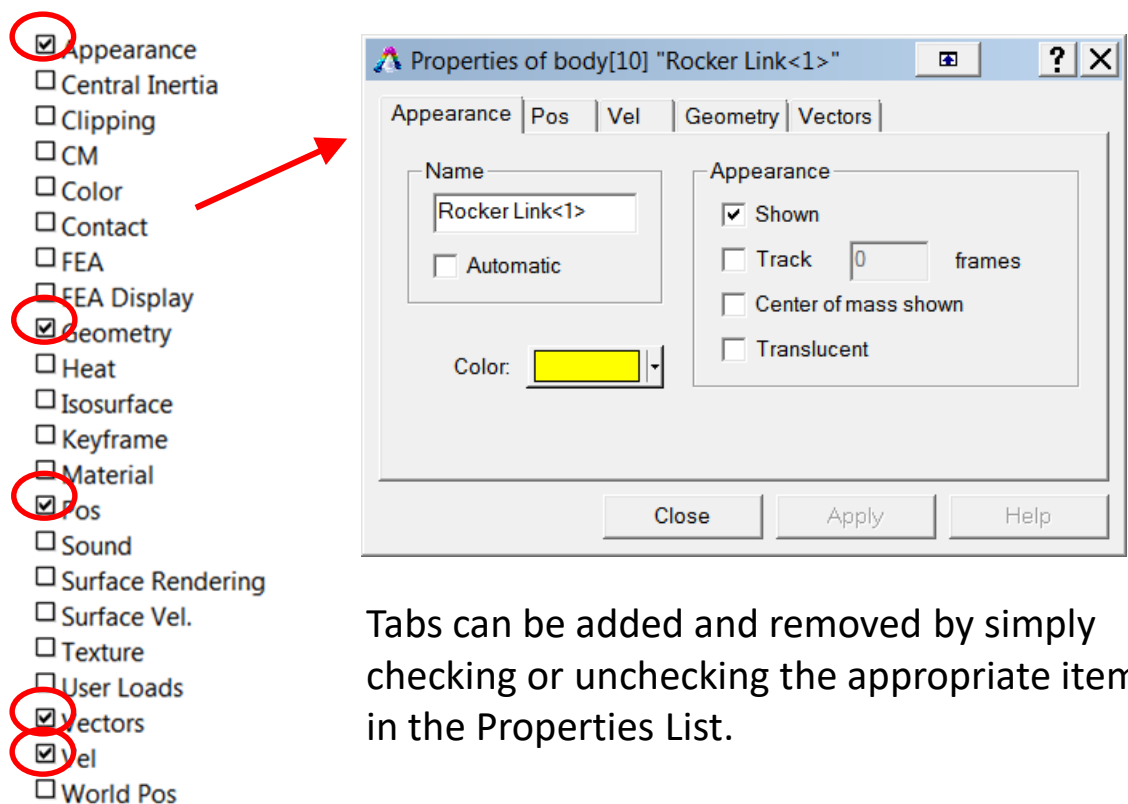 Appearance
Central Inertia
Clipping
CM
Color
Contact
FEA
FEA Display
Geometry
Heat
Isosurface
Keyframe
Material
Pos
Sound
Surface Rendering
Surface Vel.
Texture
User Loads
Vectors
Vel
World Pos
Properties of body[10] "Rocker Link<1>"
Appearance Pos Vel Geometry Vectors
Name
Rocker Link<1>
Automatic
Color:
Appearance
Shown
Track 0 frames
Center of mass shown
Translucent
Close Apply Help
Tabs can be added and removed by simply
checking or unchecking the appropriate item
in the Properties List.